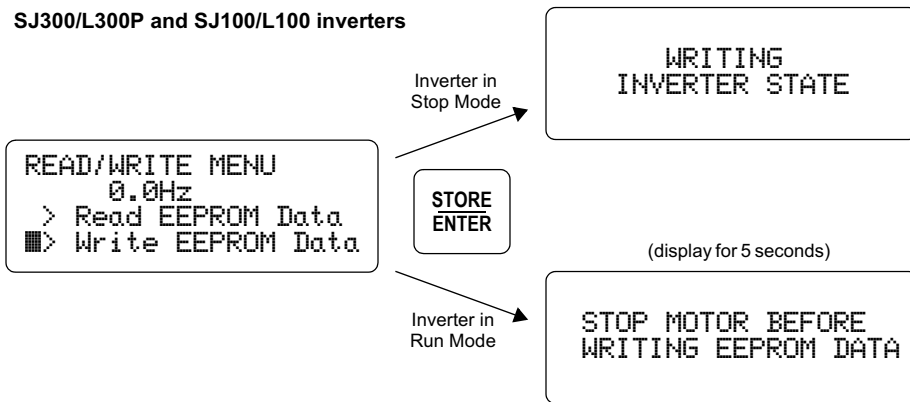 SJ300/L300P and SJ100/L100 inverters
WRITING
INVERTER STATE
Inverter in
Stop Mode
READ/WRITE MENU
0.0Hz
> Read EEPROM Data
> Write EEPROM Data
STORE
ENTER
(display for 5 seconds)
Inverter in
Run Mode
STOP MOTOR BEFORE
WRITING EEPROM DATA